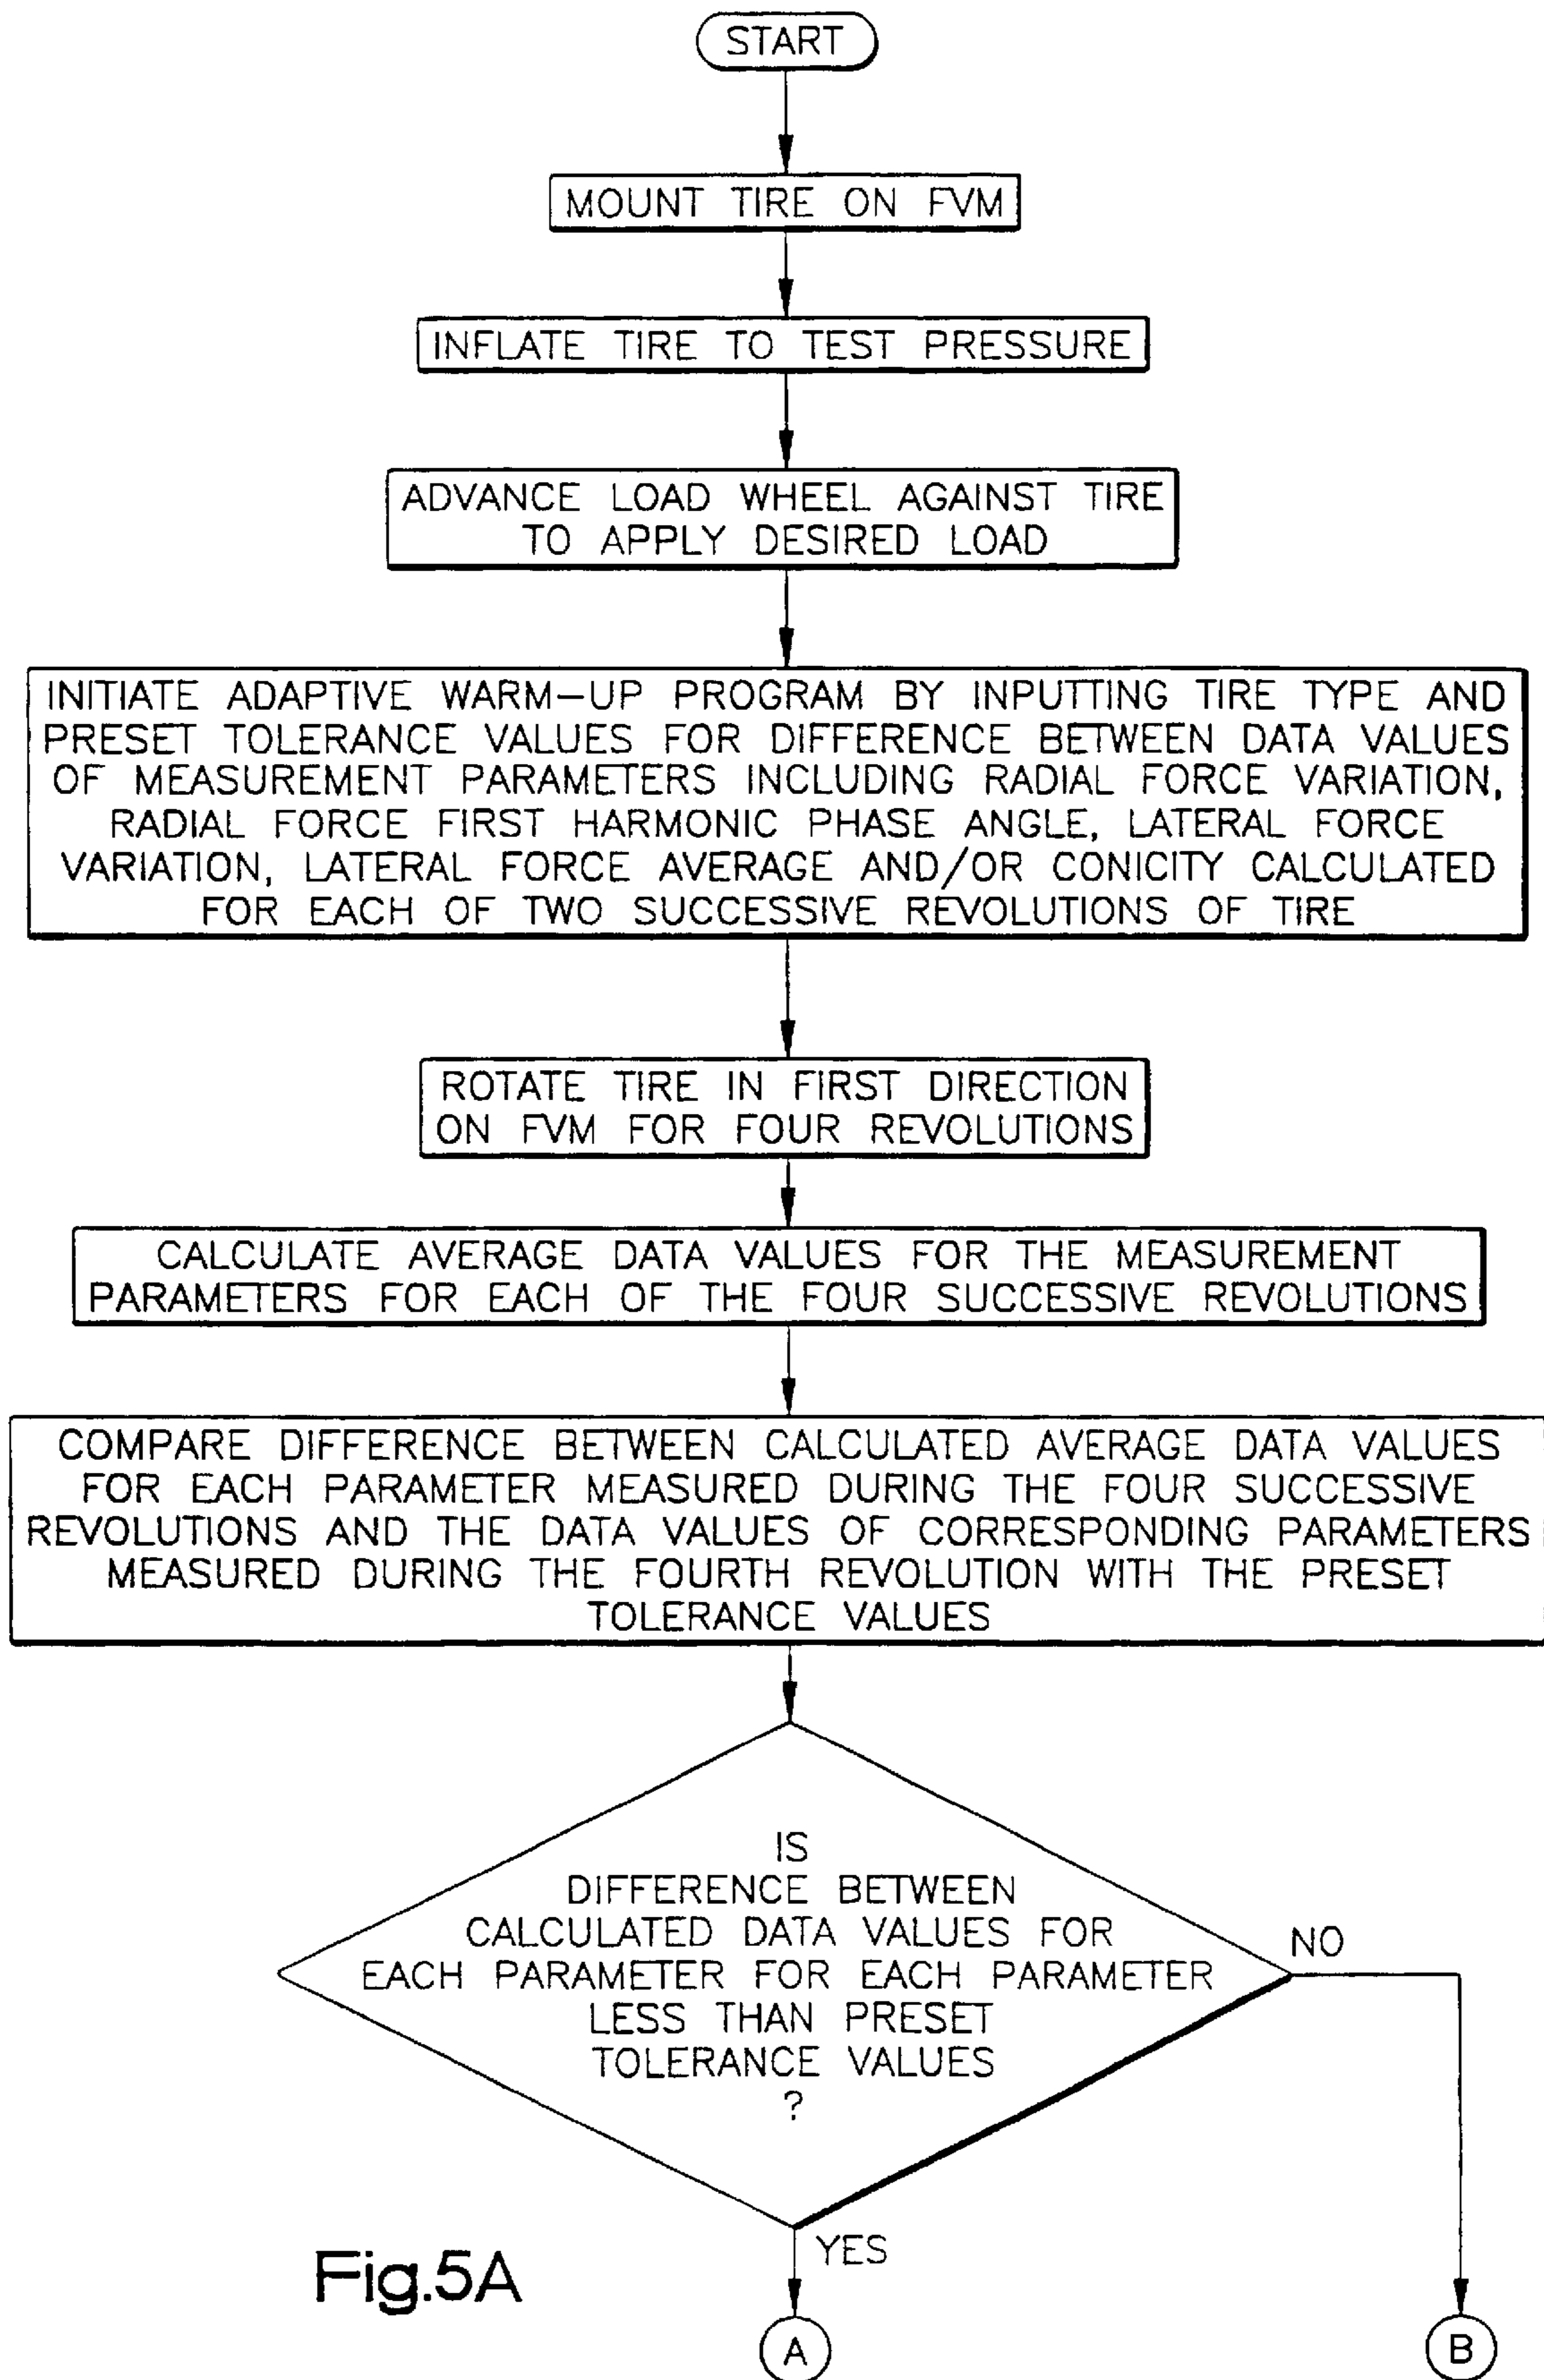 START
MOUNT TIRE ON FVM
INFLATE TIRE TO TEST PRESSURE
ADVANCE LOAD WHEEL AGAINST TIRE
TO APPLY DESIRED LOAD
INITIATE ADAPTIVE WARM-UP PROGRAM BY INPUTTING TIRE TYPE AND
PRESET TOLERANCE VALUES FOR DIFFERENCE BETWEEN DATA VALUES
OF MEASUREMENT PARAMETERS INCLUDING RADIAL FORCE VARIATION,
RADIAL FORCE FIRST HARMONIC PHASE ANGLE, LATERAL FORCE
VARIATION, LATERAL FORCE AVERAGE AND/OR CONICITY CALCULATED
FOR EACH OF TWO SUCCESSIVE REVOLUTIONS OF TIRE
ROTATE TIRE IN FIRST DIRECTION
ON FVM FOR FOUR REVOLUTIONS
CALCULATE AVERAGE DATA VALUES FOR THE MEASUREMENT
PARAMETERS FOR EACH OF THE FOUR SUCCESSIVE REVOLUTIONS
COMPARE DIFFERENCE BETWEEN CALCULATED AVERAGE DATA VALUES
FOR EACH PARAMETER MEASURED DURING THE FOUR SUCCESSIVE
REVOLUTIONS AND THE DATA VALUES OF CORRESPONDING PARAMETERS
MEASURED DURING THE FOURTH REVOLUTION WITH THE PRESET
TOLERANCE VALUES
IS
DIFFERENCE BETWEEN
CALCULATED DATA VALUES FOR
EACH PARAMETER FOR EACH PARAMETER
LESS THAN PRESET
TOLERANCE VALUES
?
NO
YES
Fig.5A
A
B